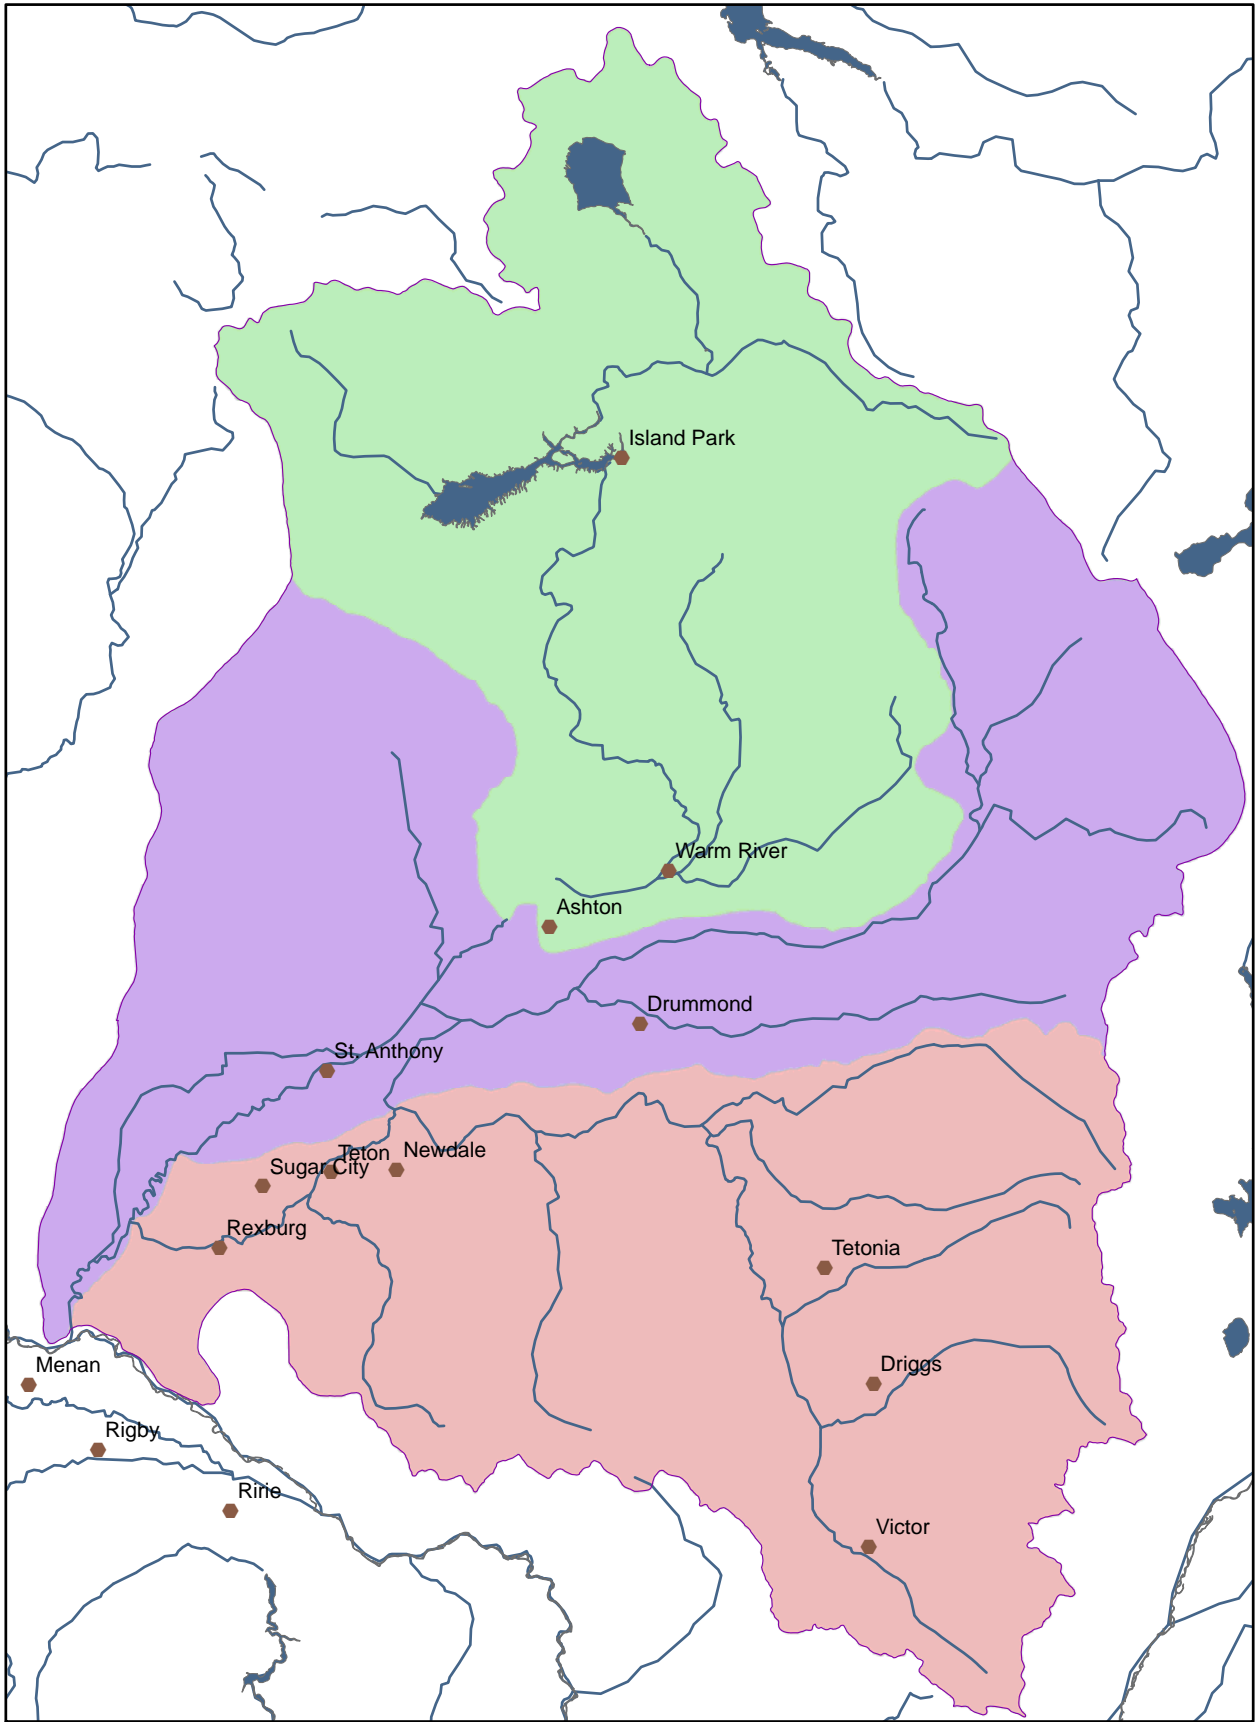 Island Park
Warm River
Ashton
Drummond
St. Anthony
Teton
Newdale
Sugar City
Rexburg
Tetonia
Menan
Driggs
Rigby
Ririe
Victor